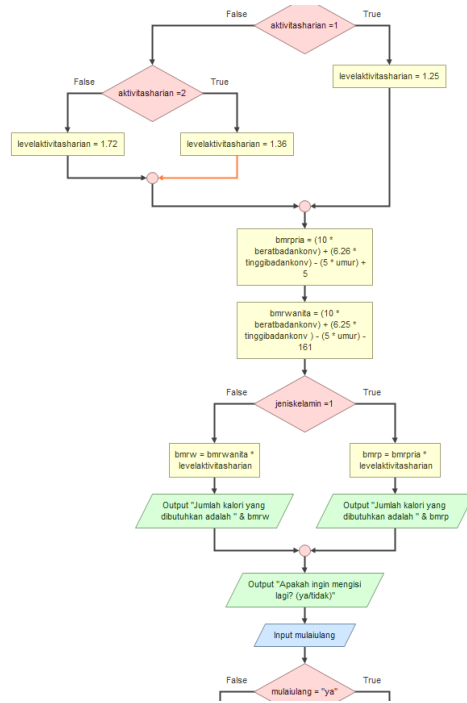 False
True
aktivitasharian =1
False
True
levelaktivitasharian = 1.25
aktivitasharian =2
levelaktivitasharian = 1.72
levelaktivitasharian = 1.36
bmrpria = (10 *
beratbadankonv) + (6.26 *
tinggibadankonv) - (5 * umur) +
5
bmrwanita = (10 *
beratbadankonv) + (6.25 *
tinggibadankonv ) - (5 * umur) -
161
False
True
jeniskelamin =1
bmrw = bmrwanita *
levelaktivitasharian
bmrp = bmrpria *
levelaktivitasharian
Output "Jumlah kalori yang
dibutuhkan adalah " & bmrw
Output "Jumlah kalori yang
dibutuhkan adalah " & bmrp
Output "Apakah ingin mengisi
lagi? (ya/tidak)"
Input mulaiulang
False
True
mulaiulang = "ya"